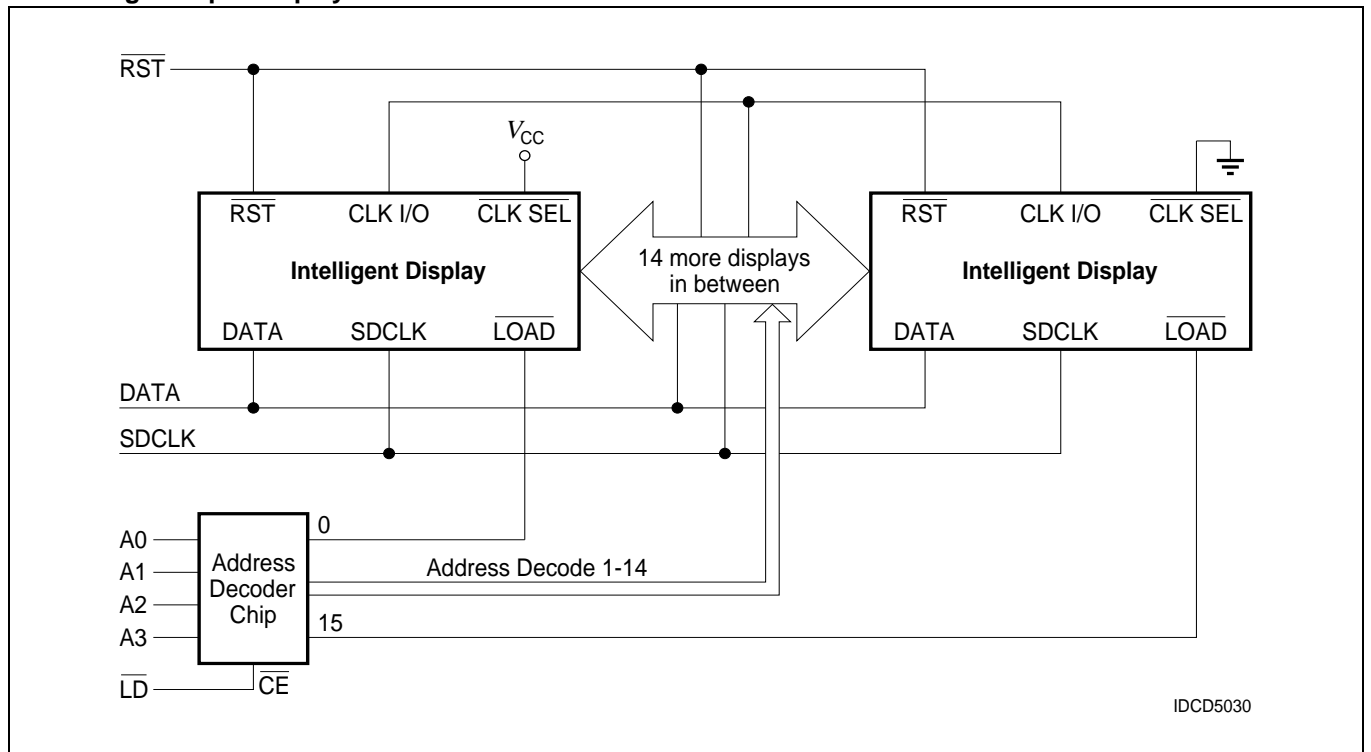 RST
V_CC
RST CLK I/O CLK SEL
Intelligent Display
DATA SDCLK LOAD
14 more displays
in between
RST CLK I/O CLK SEL
Intelligent Display
DATA SDCLK LOAD
DATA
SDCLK
A0
A1
A2
A3
Address
Decoder
Chip
0
Address Decode 1-14
15
LD
CE
IDCD5030